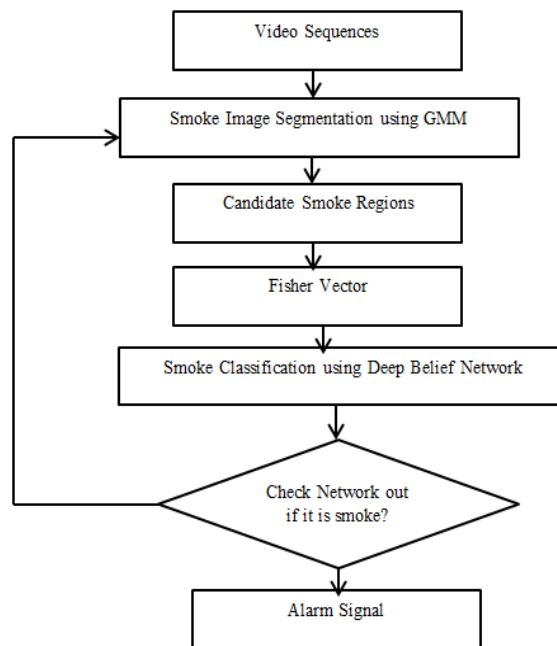 Video Sequences
Smoke Image Segmentation using GMM
Candidate Smoke Regions
Fisher Vector
Smoke Classification using Deep Belief Network
Check Network out
if it is smoke?
Alarm Signal